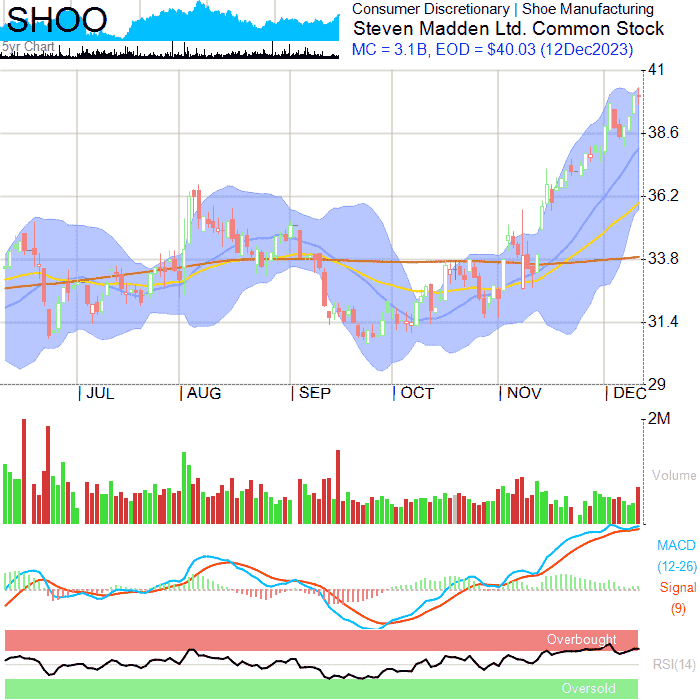 SHOO
5yr Chart
Consumer Discretionary | Shoe Manufacturing
Steven Madden Ltd. Common Stock
MC = 3.1B, EOD = $40.03 (12Dec2023)
41
38.6
36.2
33.8
31.4
29
| JUL | AUG | SEP | OCT | NOV | DEC
2M
Volume
MACD
(12-26)
Signal
(9)
Overbought
RSI(14)
Oversold